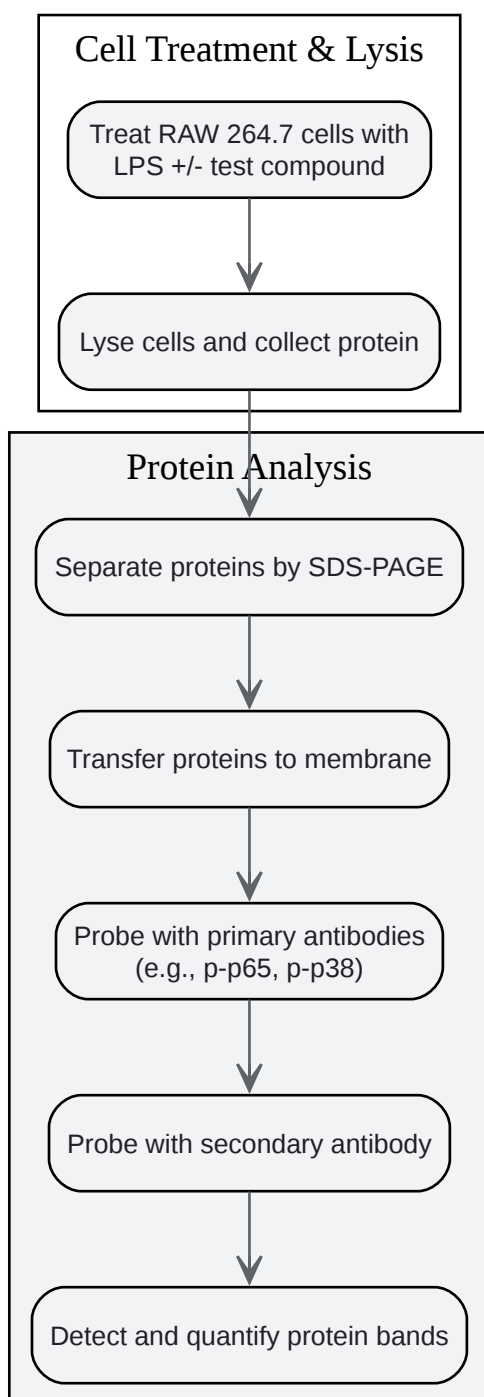 Cell Treatment & Lysis
Treat RAW 264.7 cells with
LPS +/- test compound
Lyse cells and collect protein
Protein Analysis
Separate proteins by SDS-PAGE
Transfer proteins to membrane
Probe with primary antibodies
(e.g., p-p65, p-p38)
Probe with secondary antibody
Detect and quantify protein bands